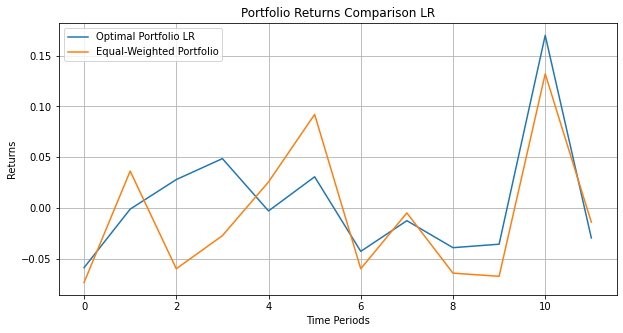 Portfolio Returns Comparison LR
Optimal Portfolio LR
Equal-Weighted Portfolio
0.15
0.10
0.05
0.00
−0.05
Returns
0 2 4 6 8 10
Time Periods